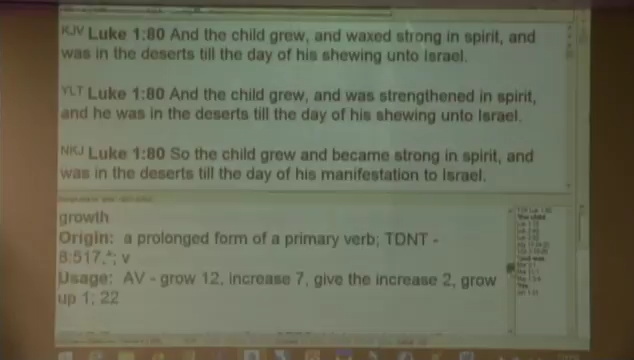 KJV Luke 1:80 And the child grew, and waxed strong in spirit, and
was in the deserts till the day of his shewing unto Israel.
YLT Luke 1:80 And the child grew, and was strengthened in spirit,
and he was in the deserts till the day of his shewing unto Israel.
NKJ Luke 1:80 So the child grew and became strong in spirit, and
was in the deserts till the day of his manifestation to Israel.
growth
Origin: a prolonged form of a primary verb; TDNT -
8:517,*; v
Usage: AV - grow 12, increase 7, give the increase 2, grow
up 1; 22